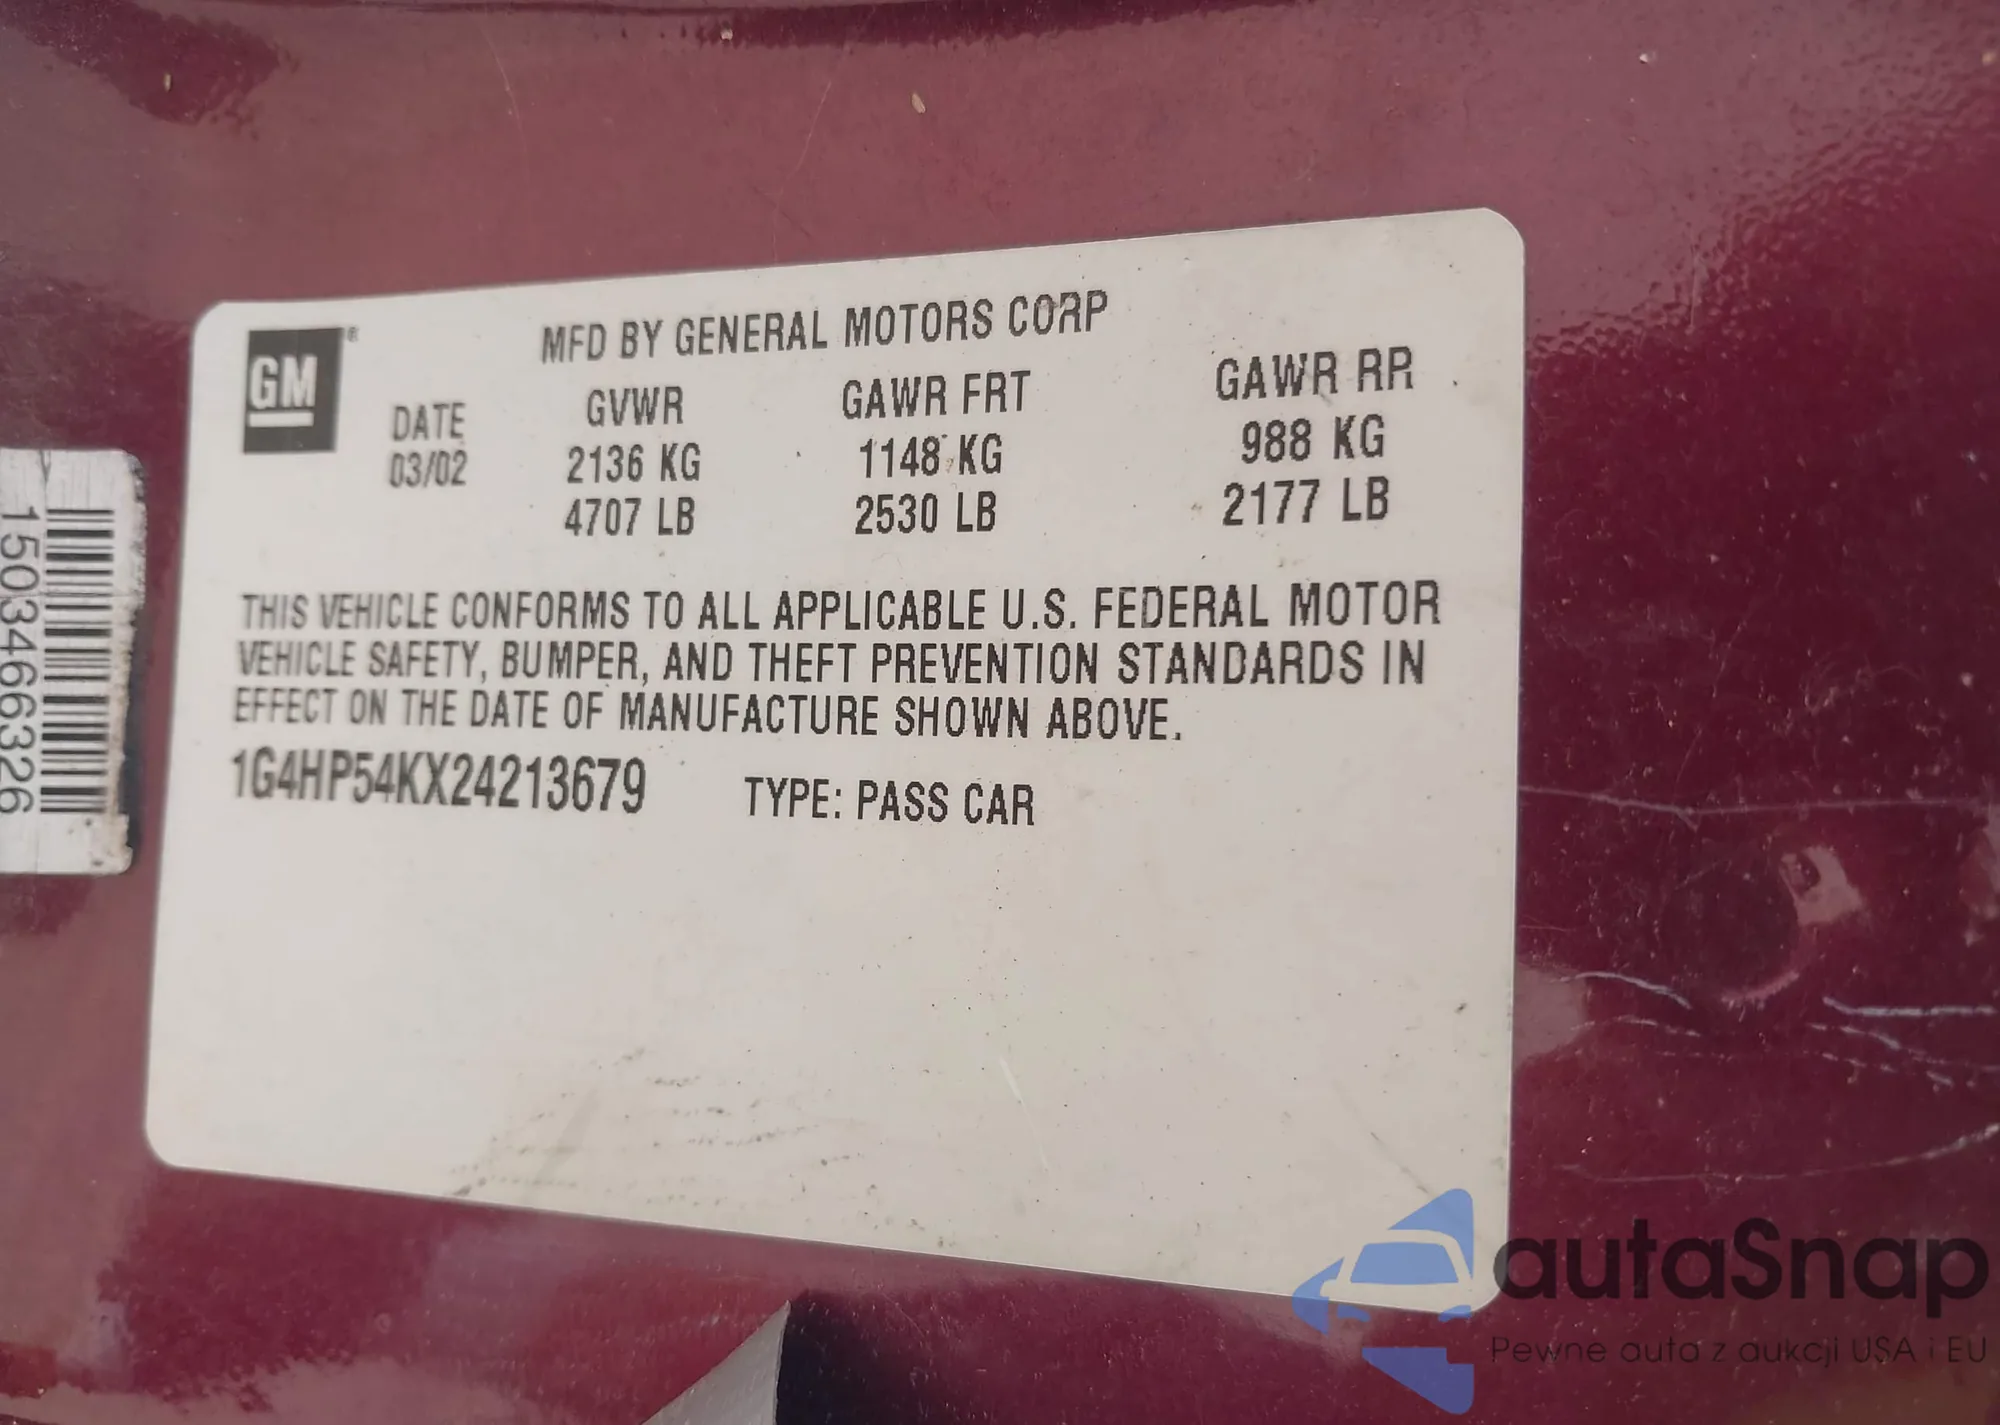 GM®
MFD BY GENERAL MOTORS CORP
DATE GVWR GAWR FRT GAWR RR
03/02 2136 KG 1148 KG 988 KG
4707 LB 2530 LB 2177 LB
THIS VEHICLE CONFORMS TO ALL APPLICABLE U.S. FEDERAL MOTOR
VEHICLE SAFETY, BUMPER, AND THEFT PREVENTION STANDARDS IN
EFFECT ON THE DATE OF MANUFACTURE SHOWN ABOVE.
1G4HP54KX24213679 TYPE: PASS CAR
1503466326
autaSnap
Pewne auta z aukcji USA i EU